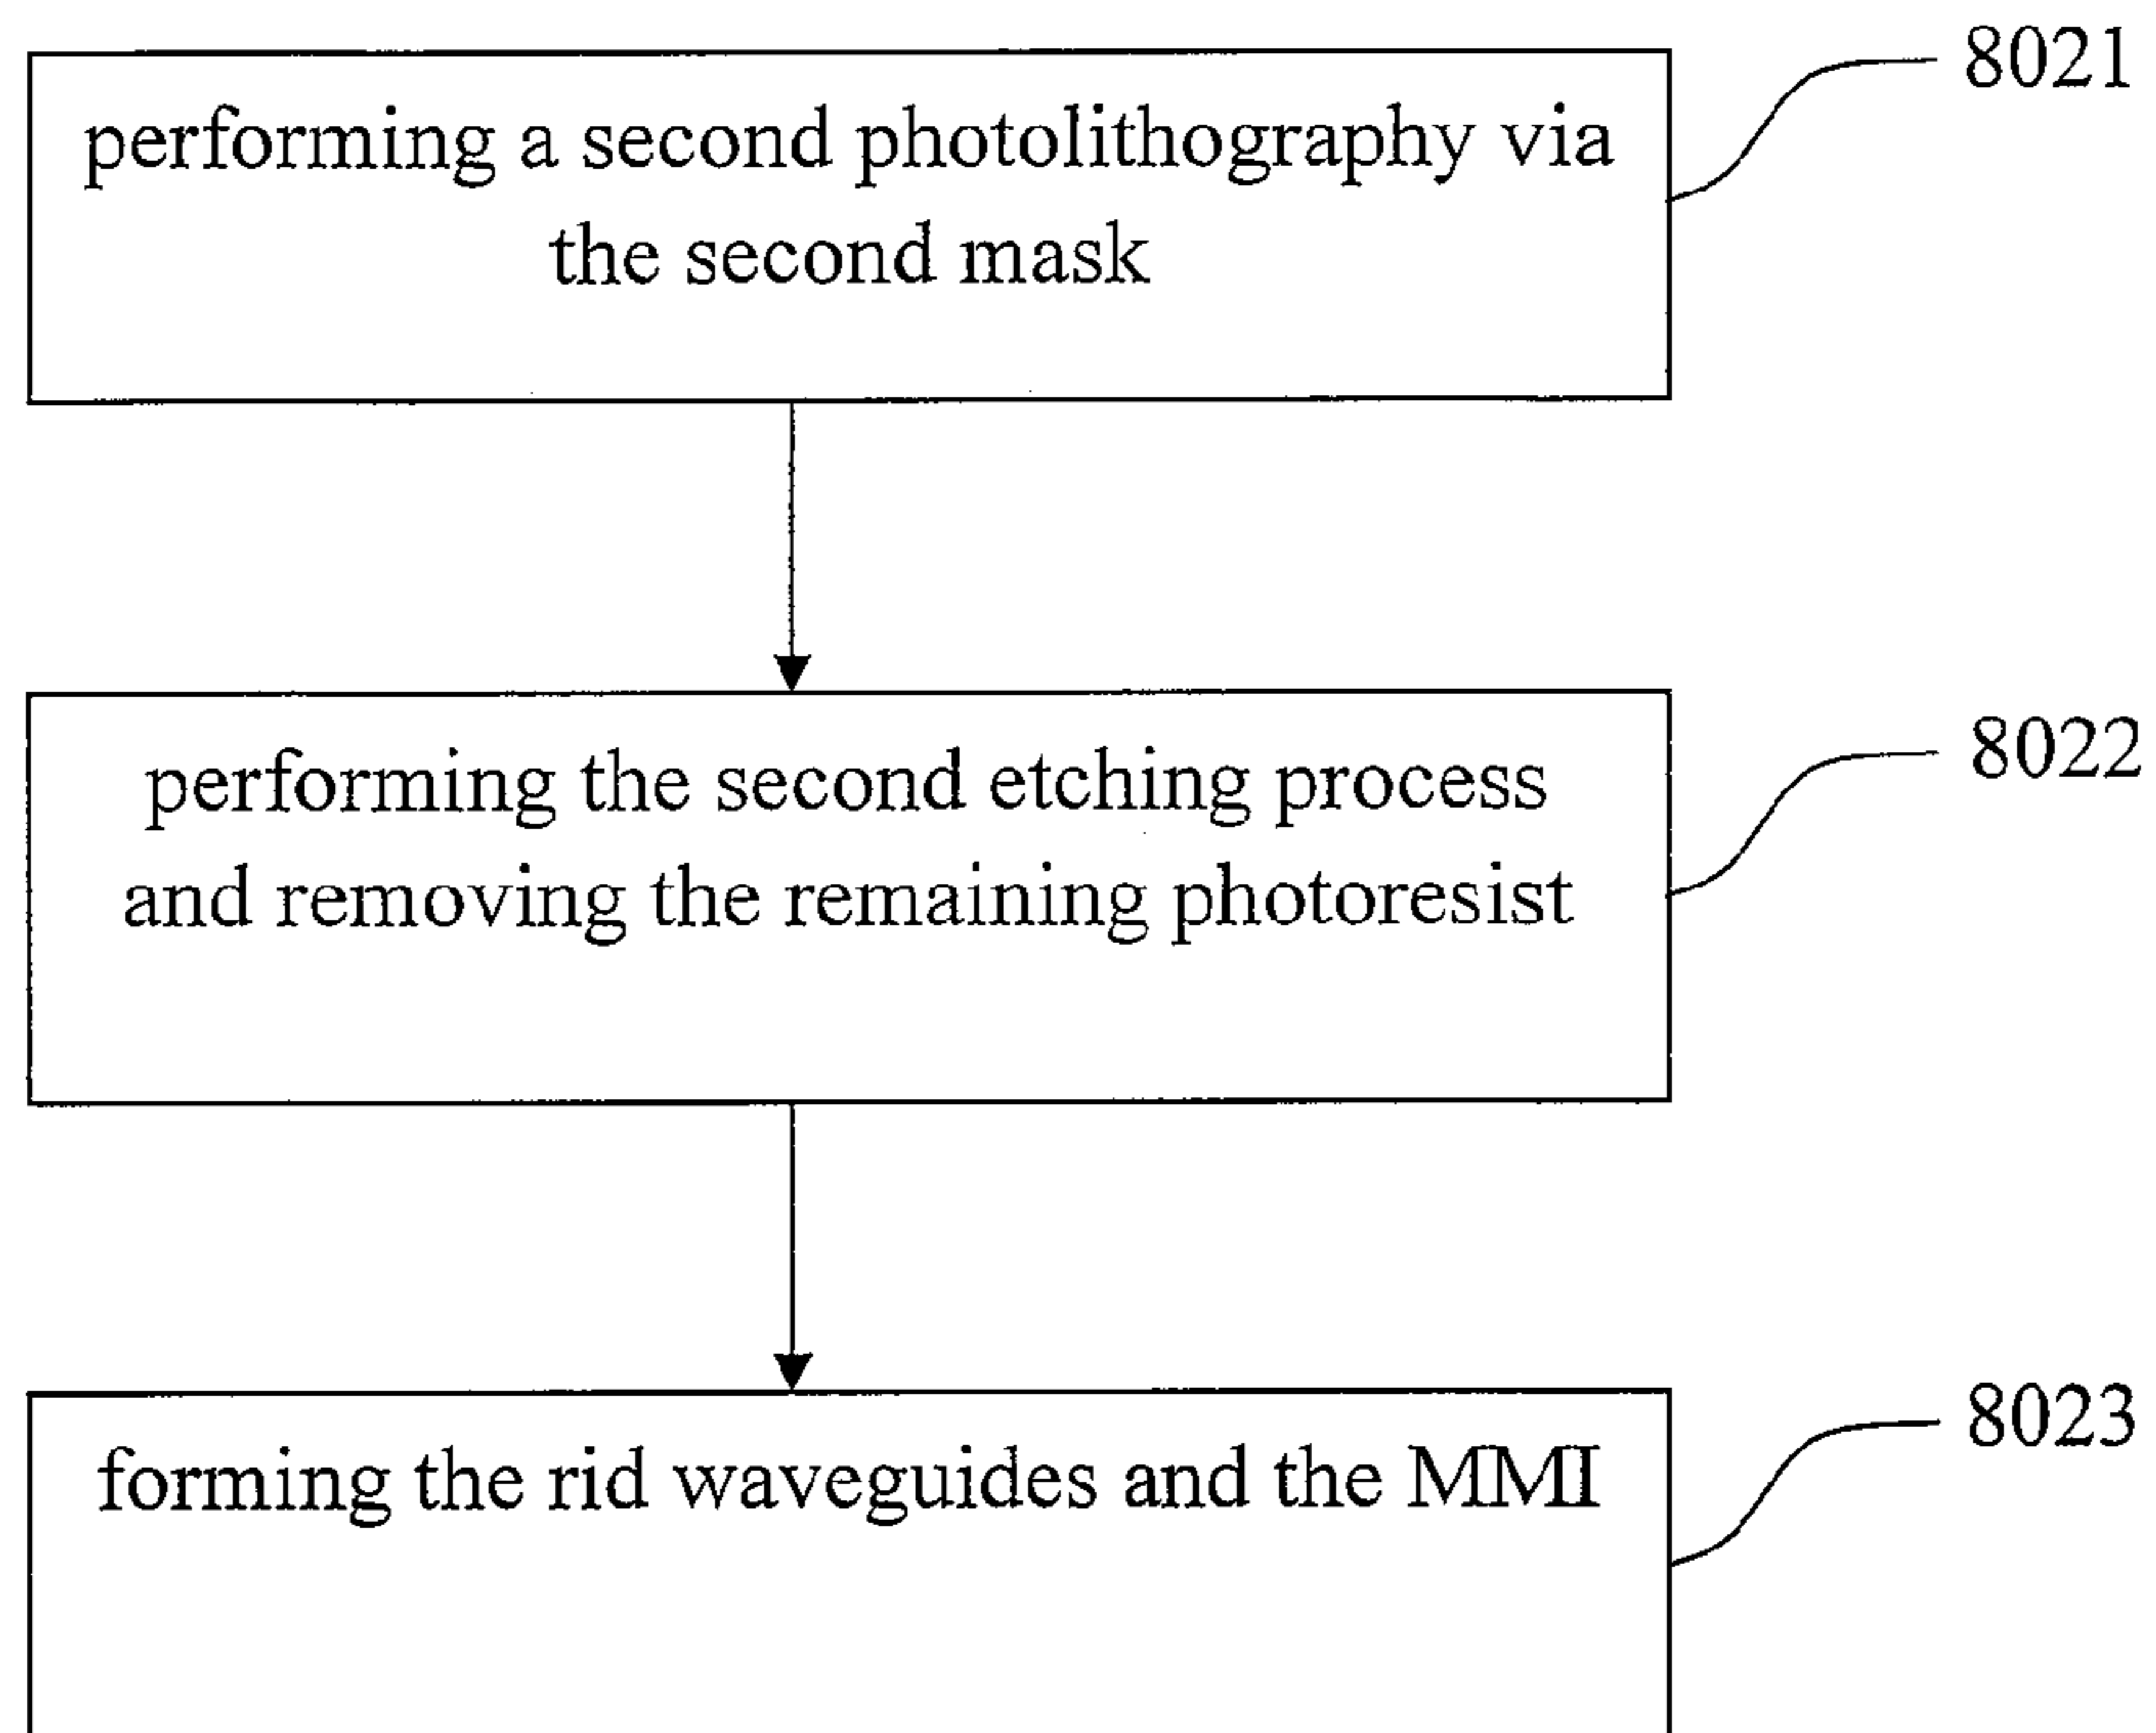 8021
performing a second photolithography via
the second mask
8022
performing the second etching process
and removing the remaining photoresist
8023
forming the rid waveguides and the MMI